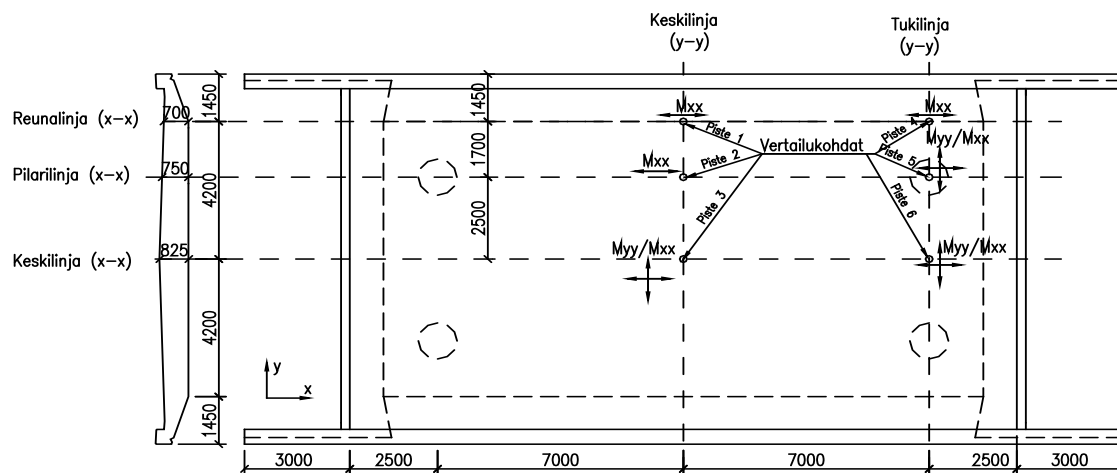 Keskilinja
(y-y)
Tukilinja
(y-y)
1450
1450
Reunalinja (x-x)
700
Mxx
Mxx
Piste 1
Vertailukohdat
Myy/Mxx
1700
Pilarilinja (x-x)
750
4200
Mxx
Piste 2
Piste 5
2500
Piste 3
Piste 6
Keskilinja (x-x)
825
Myy/Mxx
Myy/Mxx
4200
y
x
1450
3000
2500
7000
7000
2500
3000